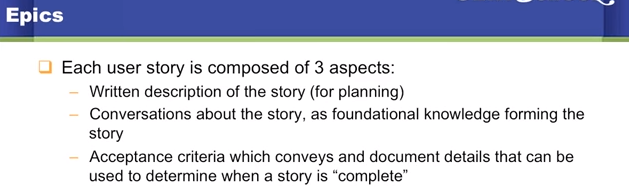 Epics
Each user story is composed of 3 aspects:
– Written description of the story (for planning)
– Conversations about the story, as foundational knowledge forming the
story
– Acceptance criteria which conveys and document details that can be
used to determine when a story is “complete”